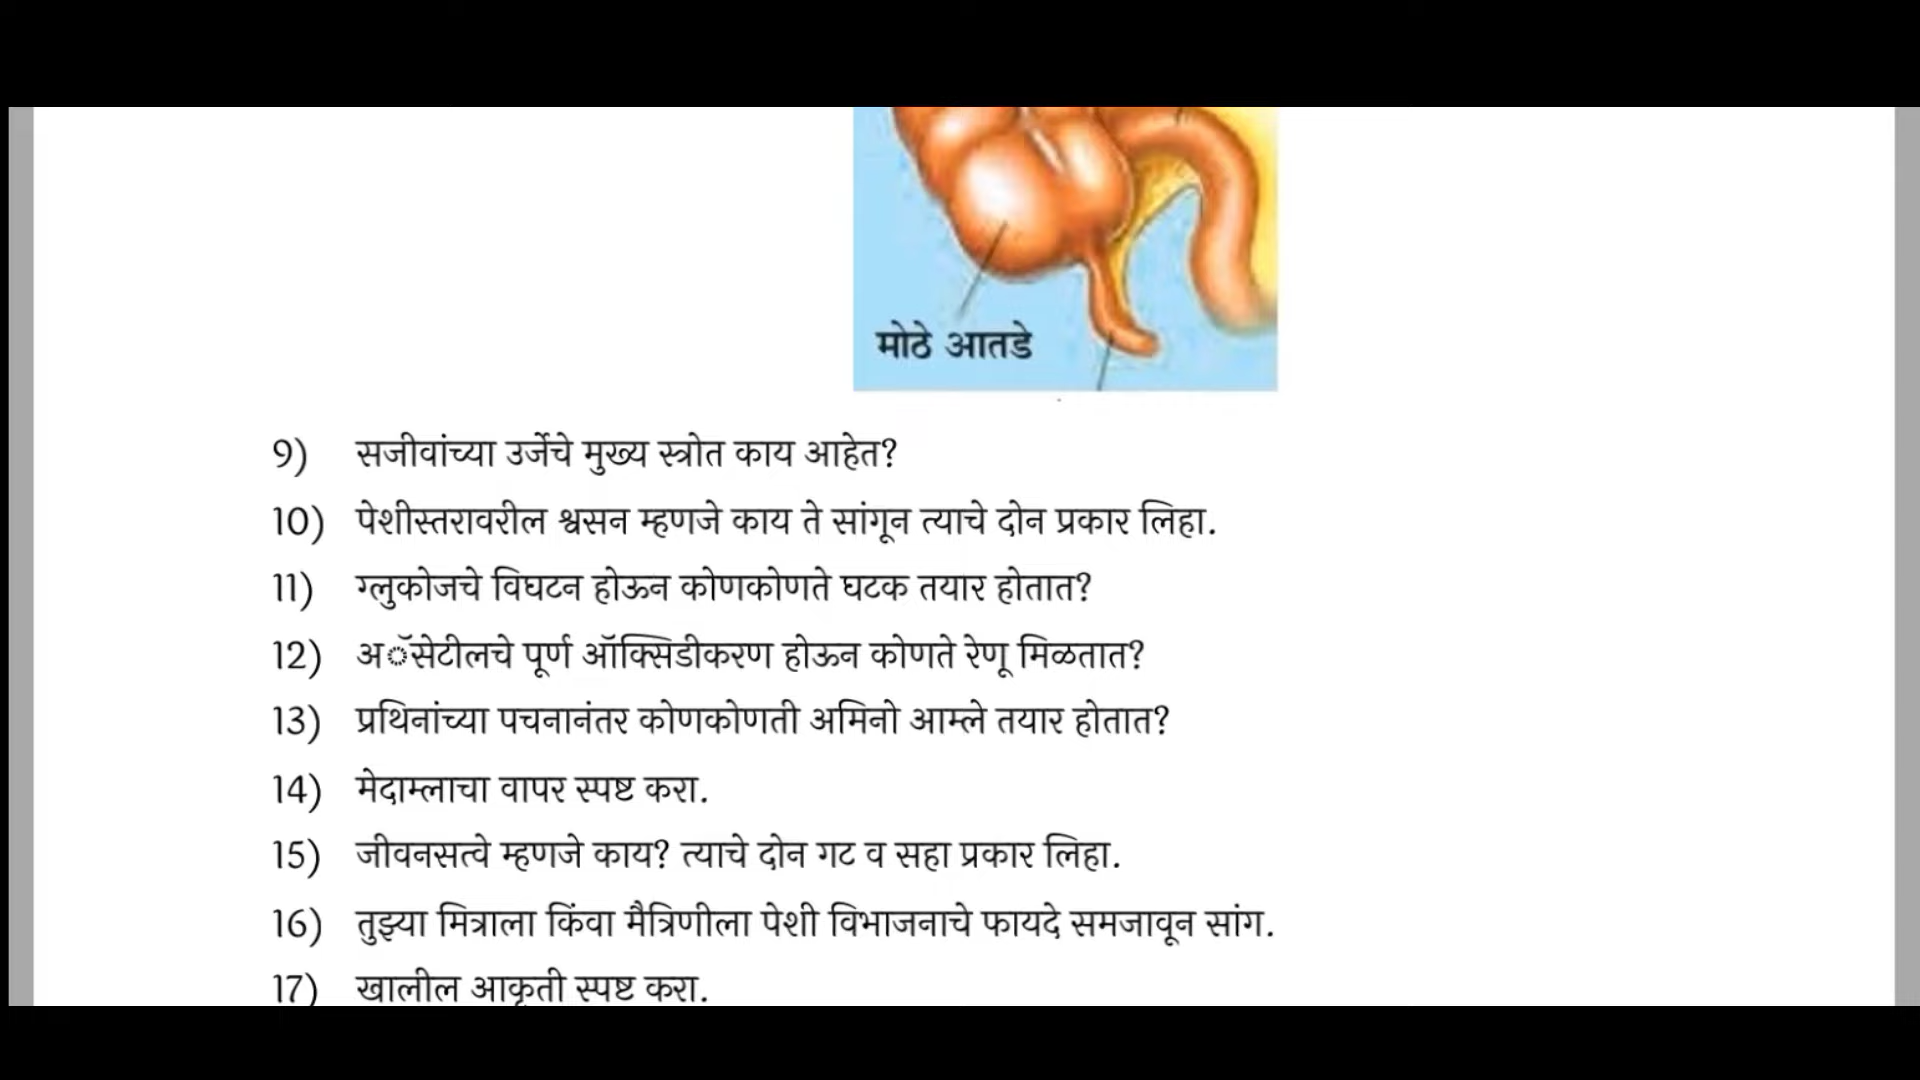 मोठे आतडे
9) सजीवांच्या उर्जेचे मुख्य स्त्रोत काय आहेत?
10) पेशीस्तरावरील श्वसन म्हणजे काय ते सांगून त्याचे दोन प्रकार लिहा.
11) ग्लुकोजचे विघटन होऊन कोणकोणते घटक तयार होतात?
12) अॅसेटीलचे पूर्ण ऑक्सिडीकरण होऊन कोणते रेणू मिळतात?
13) प्रथिनांच्या पचनानंतर कोणकोणती अमिनो आम्ले तयार होतात?
14) मेदाम्लाचा वापर स्पष्ट करा.
15) जीवनसत्वे म्हणजे काय? त्याचे दोन गट व सहा प्रकार लिहा.
16) तुझ्या मित्राला किंवा मैत्रिणीला पेशी विभाजनाचे फायदे समजावून सांग.
17) खालील आकृती स्पष्ट करा.